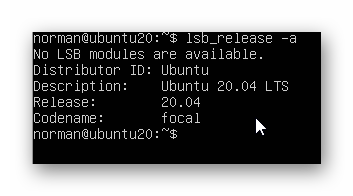 norman@ubuntu20:~$ lsb_release -a
No LSB modules are available.
Distributor ID: Ubuntu
Description:    Ubuntu 20.04 LTS
Release:        20.04
Codename:       focal
norman@ubuntu20:~$